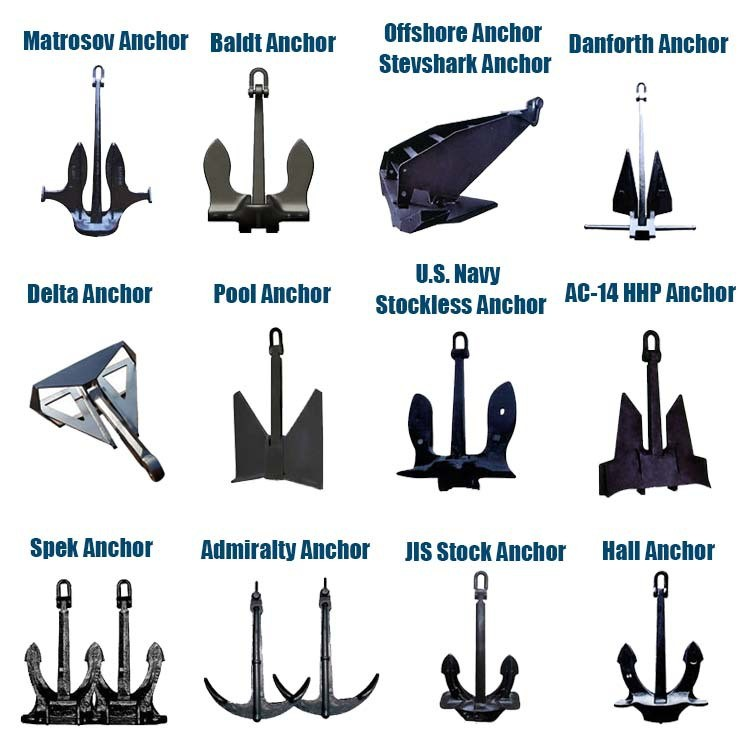 Matrosov Anchor
Baldt Anchor
Offshore Anchor
Stevshark Anchor
Danforth Anchor
Delta Anchor
Pool Anchor
U.S. Navy
Stockless Anchor
AC-14 HHP Anchor
Spek Anchor
Admiralty Anchor
JIS Stock Anchor
Hall Anchor